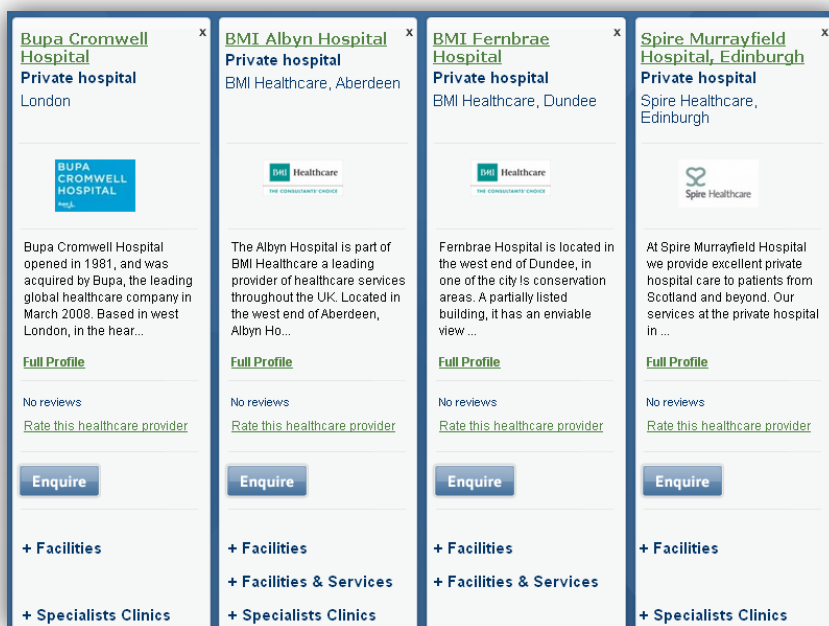 Bupa Cromwell
Hospital
x
Private hospital
London
BUPA
CROMWELL
HOSPITAL
Bupa Cromwell Hospital
opened in 1981, and was
acquired by Bupa, the leading
global healthcare company in
March 2008. Based in west
London, in the hear...
Full Profile
No reviews
Rate this healthcare provider
Enquire
+ Facilities
+ Specialists Clinics
BMI Albyn Hospital
x
Private hospital
BMI Healthcare, Aberdeen
BMI Healthcare
THE CONSULTANTS' CHOICE
The Albyn Hospital is part of
BMI Healthcare a leading
provider of healthcare services
throughout the UK. Located in
the west end of Aberdeen,
Albyn Ho...
Full Profile
No reviews
Rate this healthcare provider
Enquire
+ Facilities
+ Facilities & Services
+ Specialists Clinics
BMI Fernbrae
Hospital
x
Private hospital
BMI Healthcare, Dundee
BMI Healthcare
THE CONSULTANTS' CHOICE
Fernbrae Hospital is located in
the west end of Dundee, in
one of the city !s conservation
areas. A partially listed
building, it has an enviable
view ...
Full Profile
No reviews
Rate this healthcare provider
Enquire
+ Facilities
+ Facilities & Services
Spire Murrayfield
Hospital, Edinburgh
x
Private hospital
Spire Healthcare,
Edinburgh
Spire Healthcare
At Spire Murrayfield Hospital
we provide excellent private
hospital care to patients from
Scotland and beyond. Our
services at the private hospital
in ...
Full Profile
No reviews
Rate this healthcare provider
Enquire
+ Facilities
+ Specialists Clinics